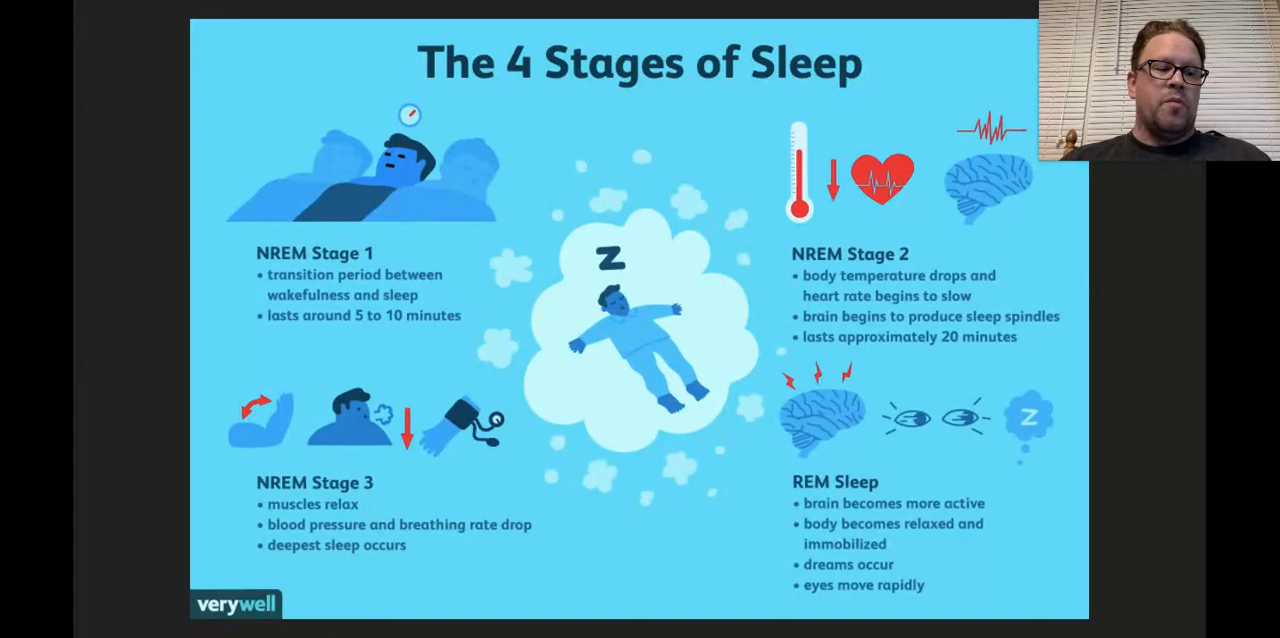 The 4 Stages of Sleep
NREM Stage 1
• transition period between
wakefulness and sleep
• lasts around 5 to 10 minutes
NREM Stage 2
• body temperature drops and
heart rate begins to slow
• brain begins to produce sleep spindles
• lasts approximately 20 minutes
Z
NREM Stage 3
• muscles relax
• blood pressure and breathing rate drop
• deepest sleep occurs
Z
REM Sleep
• brain becomes more active
• body becomes relaxed and
immobilized
• dreams occur
• eyes move rapidly
verywell